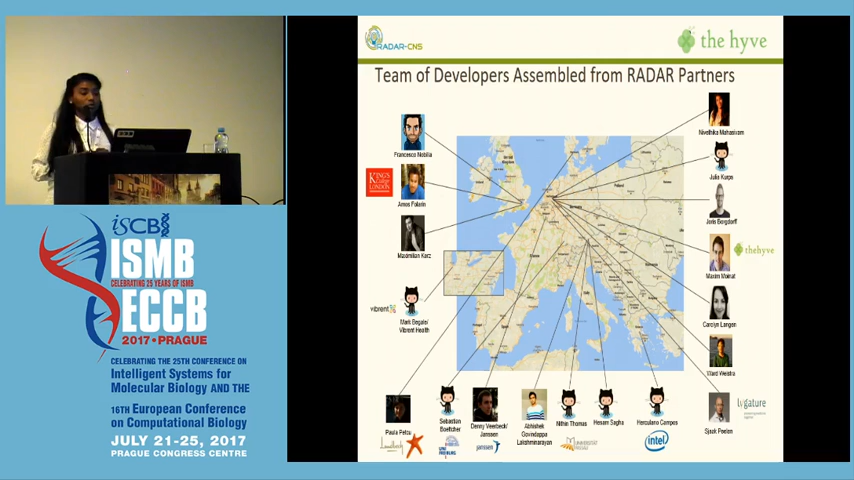 iSCB
ISMB
CELEBRATING 25 YEARS OF ISMB
ECCB
2017 • PRAGUE
CELEBRATING THE 25TH CONFERENCE ON
Intelligent Systems for
Molecular Biology AND THE
16TH European Conference
on Computational Biology
JULY 21-25, 2017
PRAGUE CONGRESS CENTRE
RADAR-CNS
the hyve
Team of Developers Assembled from RADAR Partners
Francesco Nobilia
KING'S
College
LONDON
Amos Folarin
Maximilian Kerz
vibrent
Mark Begale/
Vibrent Health
Nivethika Mahasivam
Julia Kurps
Joris Borgdorff
Maxim Moinat
thehyve
Carolyn Langen
Ward Weistra
lygature
Sjaak Peelen
Paula Petcu
Sebastian
Boettcher
Denny Verbeeck/
Janssen
janssen
Abhishek
Govindappa
Lakshminarayan
Nithin Thomas
Hesam Sagha
Herculano Campos
intel